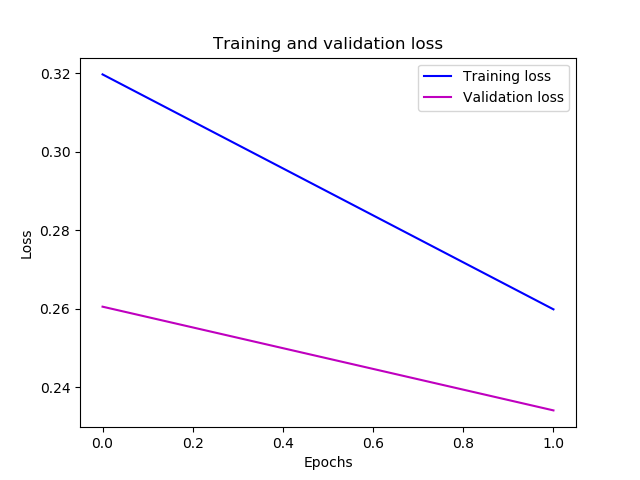 Training and validation loss
Training loss
Validation loss
0.32
0.30
0.28
0.26
0.24
Loss
0.0 0.2 0.4 0.6 0.8 1.0
Epochs